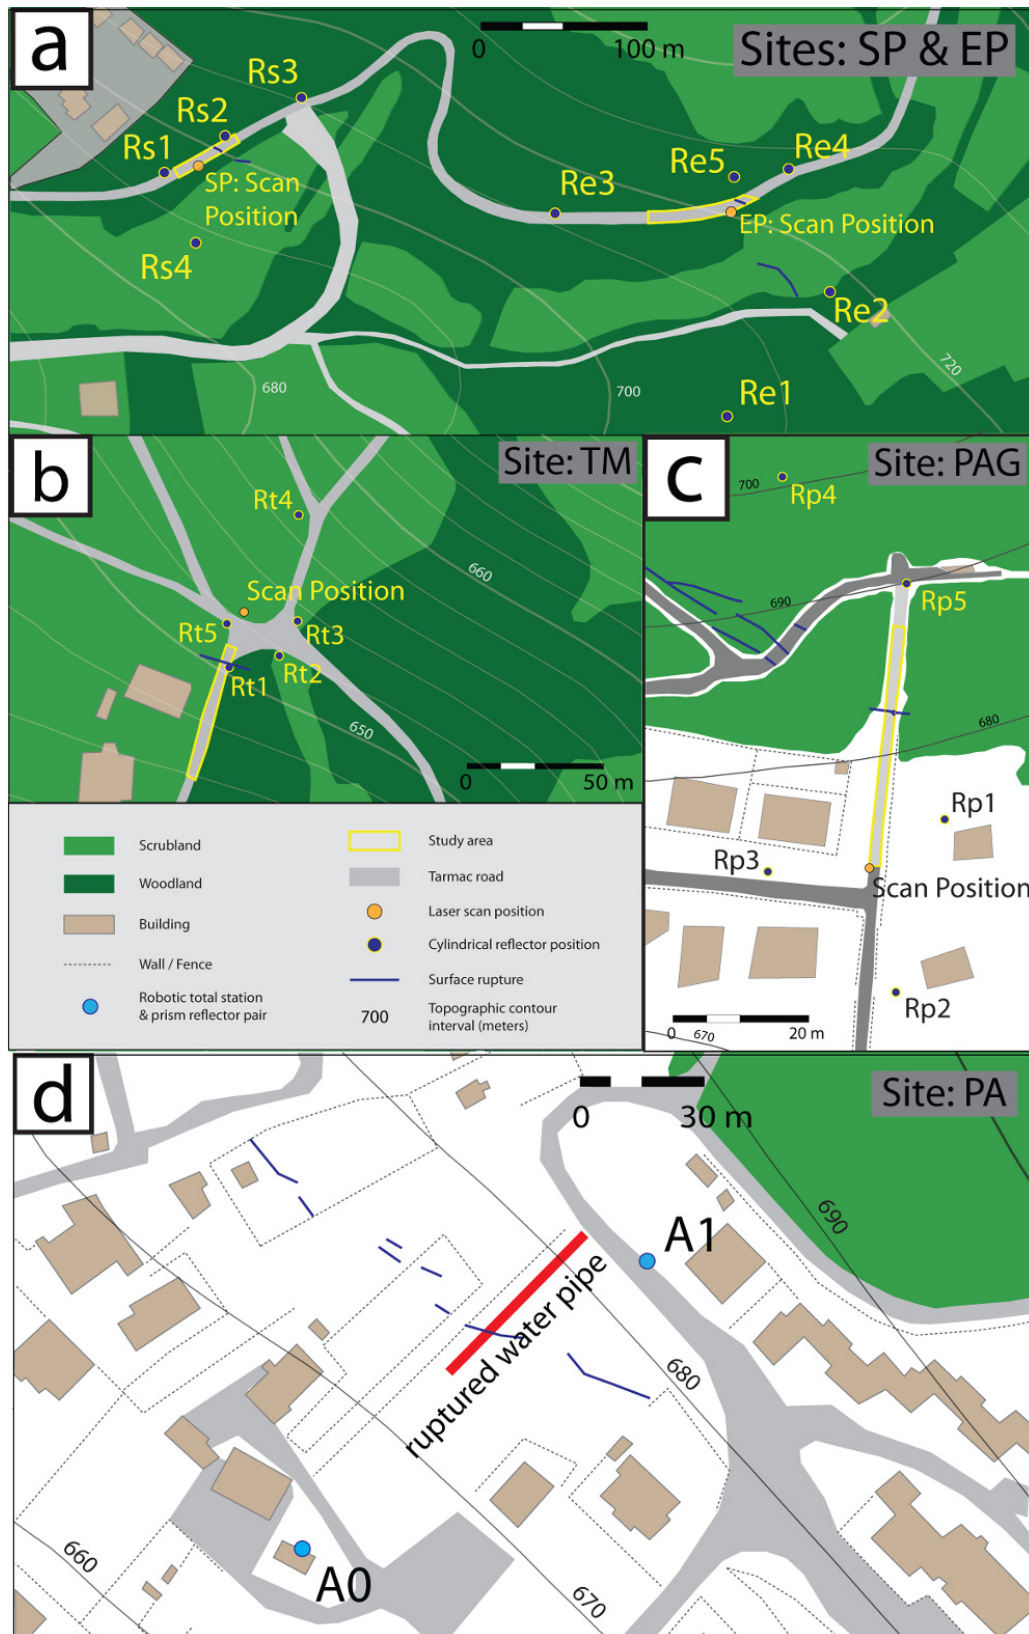 a
0
100 m
Sites: SP & EP
Rs3
Rs2
Rs1
SP: Scan
Position
Rs4
Re3
Re5
Re4
EP: Scan Position
Re2
Re1
680
700
720
b
Site: TM
Rt4
Scan Position
Rt5
Rt3
Rt2
Rt1
660
650
0
50 m
c
Site: PAG
700
Rp4
690
Rp5
680
Rp1
Rp3
Scan Position
Rp2
0
20 m
670
Scrubland
Woodland
Building
Wall / Fence
Robotic total station
& prism reflector pair
Study area
Tarmac road
Laser scan position
Cylindrical reflector position
Surface rupture
700
Topographic contour
interval (meters)
d
0
30 m
Site: PA
690
A1
ruptured water pipe
680
660
A0
670